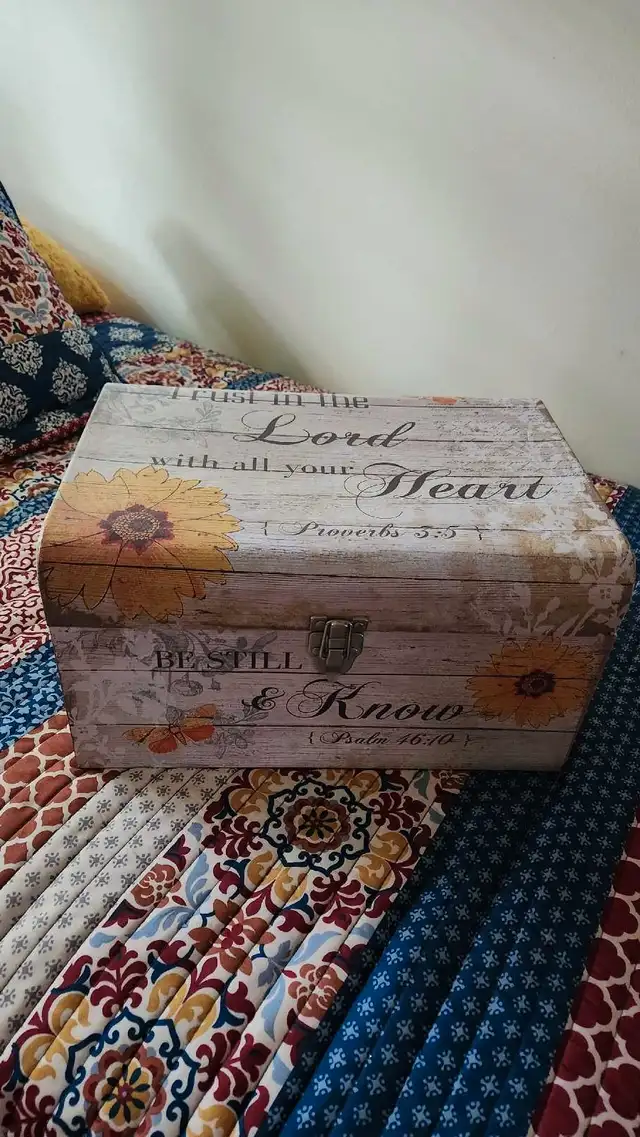 Trust in the
Lord
with all your Heart
{ Proverbs 3:5 }
BE STILL
& Know
{ Psalm 46:10 }